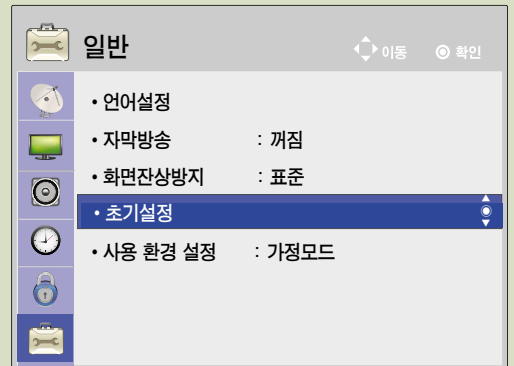 일반 이동 확인
• 언어설정
• 자막방송 : 꺼짐
• 화면잔상방지 : 표준
• 초기설정
• 사용 환경 설정 : 가정모드